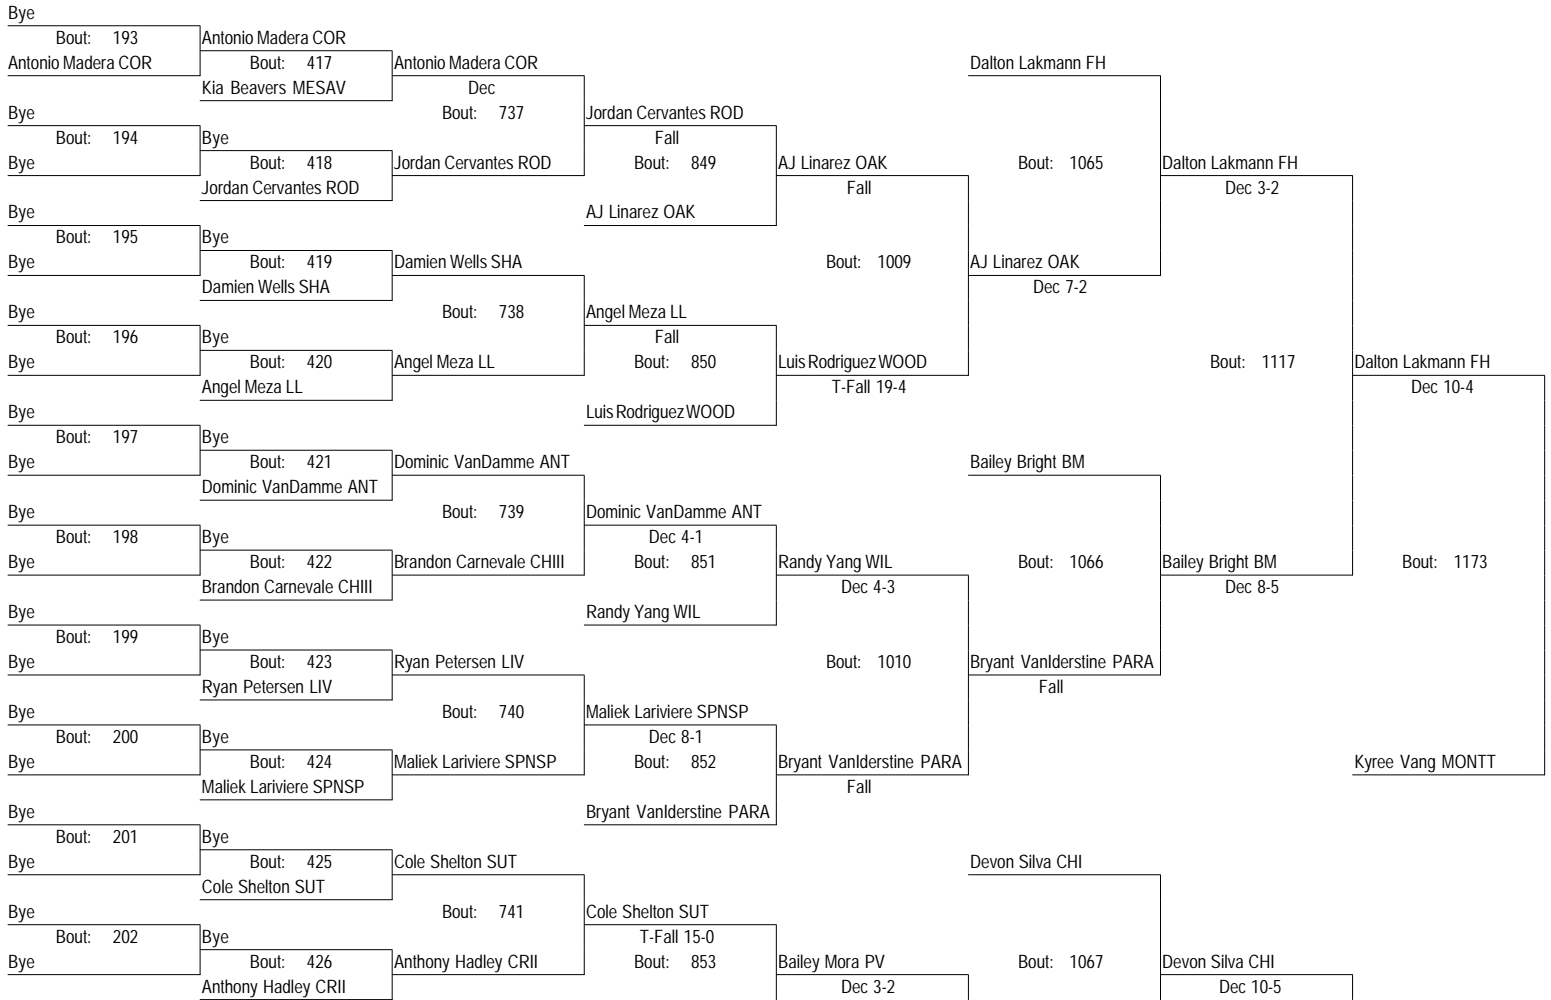 Bye
Bout: 193 Antonio Madera COR
Antonio Madera COR Bout: 417 Antonio Madera COR Dalton Lakmann FH
Kia Beavers MESAV Dec
Bye Bout: 737 Jordan Cervantes ROD
Bout: 194 Bye Fall
Bye Bout: 418 Jordan Cervantes ROD Bout: 849 AJ Linarez OAK Bout: 1065 Dalton Lakmann FH
Jordan Cervantes ROD Fall Dec 3-2
Bye AJ Linarez OAK
Bout: 195 Bye
Bye Bout: 419 Damien Wells SHA Bout: 1009 AJ Linarez OAK
Damien Wells SHA Dec 7-2
Bye Bout: 738 Angel Meza LL
Bout: 196 Bye Fall
Bye Bout: 420 Angel Meza LL Bout: 850 Luis Rodriguez WOOD Bout: 1117 Dalton Lakmann FH
Angel Meza LL T-Fall 19-4 Dec 10-4
Bye Luis Rodriguez WOOD
Bout: 197 Bye
Bye Bout: 421 Dominic VanDamme ANT Bailey Bright BM
Dominic VanDamme ANT
Bye Bout: 739 Dominic VanDamme ANT
Bout: 198 Bye Dec 4-1
Bye Bout: 422 Brandon Carnevale CHIII Bout: 851 Randy Yang WIL Bout: 1066 Bailey Bright BM Bout: 1173
Brandon Carnevale CHIII Dec 4-3 Dec 8-5
Bye Randy Yang WIL
Bout: 199 Bye
Bye Bout: 423 Ryan Petersen LIV Bout: 1010 Bryant VanIderstine PARA
Ryan Petersen LIV Fall
Bye Bout: 740 Maliek Lariviere SPNSP
Bout: 200 Bye Dec 8-1
Bye Bout: 424 Maliek Lariviere SPNSP Bout: 852 Bryant VanIderstine PARA Kyree Vang MONTT
Maliek Lariviere SPNSP Fall
Bye Bryant VanIderstine PARA
Bout: 201 Bye
Bye Bout: 425 Cole Shelton SUT Devon Silva CHI
Cole Shelton SUT
Bye Bout: 741 Cole Shelton SUT
Bout: 202 Bye T-Fall 15-0
Bye Bout: 426 Anthony Hadley CRII Bout: 853 Bailey Mora PV Bout: 1067 Devon Silva CHI
Anthony Hadley CRII Dec 3-2 Dec 10-5